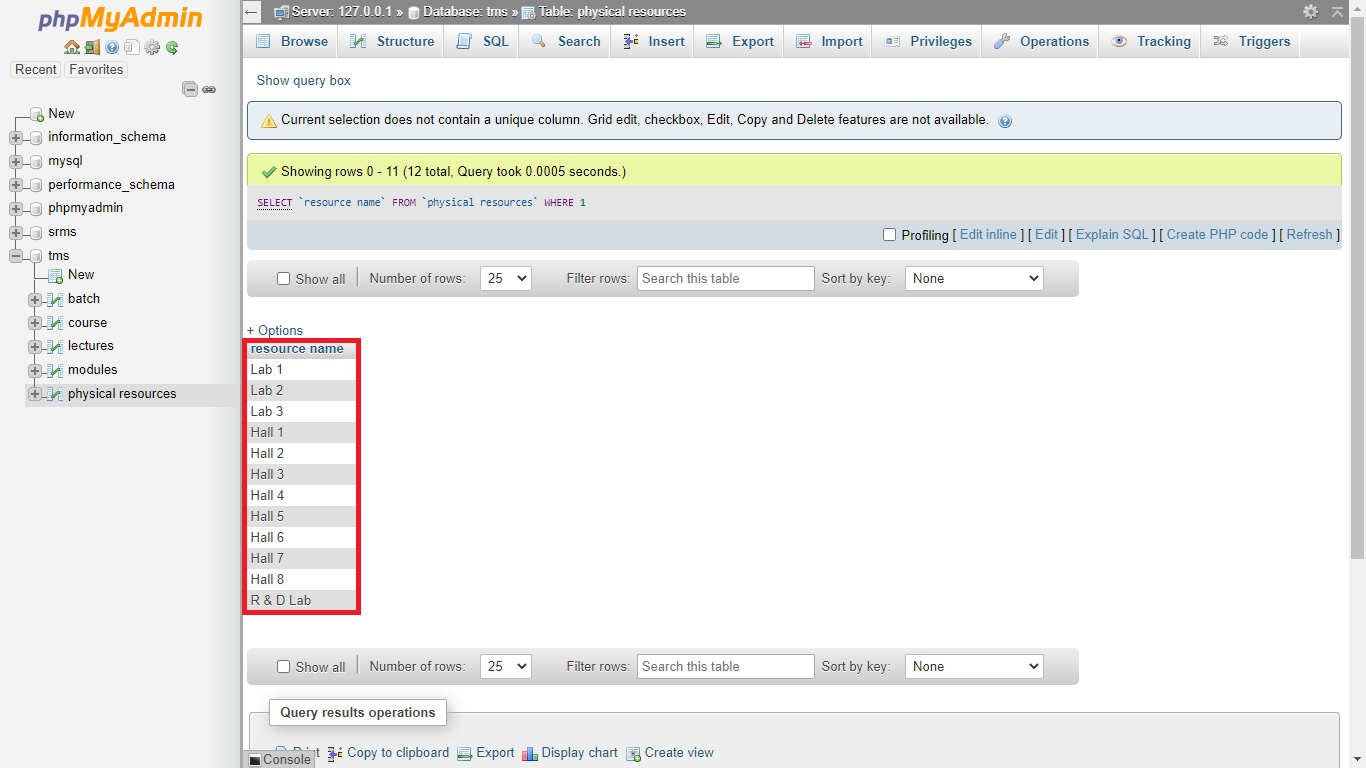 phpMyAdmin
Recent Favorites
New
information_schema
mysql
performance_schema
phpmyadmin
srms
tms
New
batch
course
lectures
modules
physical resources
Server: 127.0.0.1 » Database: tms » Table: physical resources
Browse Structure SQL Search Insert Export Import Privileges Operations Tracking Triggers
Show query box
Current selection does not contain a unique column. Grid edit, checkbox, Edit, Copy and Delete features are not available.
Showing rows 0 - 11 (12 total, Query took 0.0005 seconds.)
SELECT `resource name` FROM `physical resources` WHERE 1
Profiling [ Edit inline ] [ Edit ] [ Explain SQL ] [ Create PHP code ] [ Refresh ]
Show all Number of rows: 25 Filter rows: Search this table Sort by key: None
+ Options
resource name
Lab 1
Lab 2
Lab 3
Hall 1
Hall 2
Hall 3
Hall 4
Hall 5
Hall 6
Hall 7
Hall 8
R & D Lab
Show all Number of rows: 25 Filter rows: Search this table Sort by key: None
Query results operations
Print Copy to clipboard Export Display chart Create view
Console